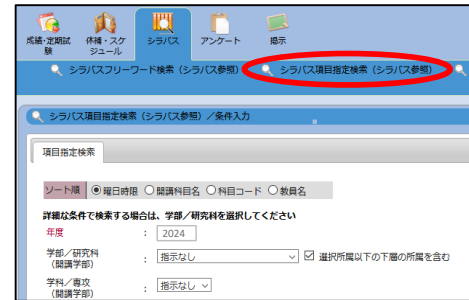 成績・定期試験
休補・スケジュール
シラバス
アンケート
掲示
シラバスフリーワード検索（シラバス参照）
シラバス項目指定検索（シラバス参照）
シラバス項目指定検索（シラバス参照）／条件入力
項目指定検索
ソート順 曜日時限 開講科目名 科目コード 教員名
詳細な条件で検索する場合は、学部／研究科を選択してください
年度 : 2024
学部／研究科
（開講学部） : 指示なし 選択所属以下の下層の所属を含む
学科／専攻
（開講学部） : 指示なし